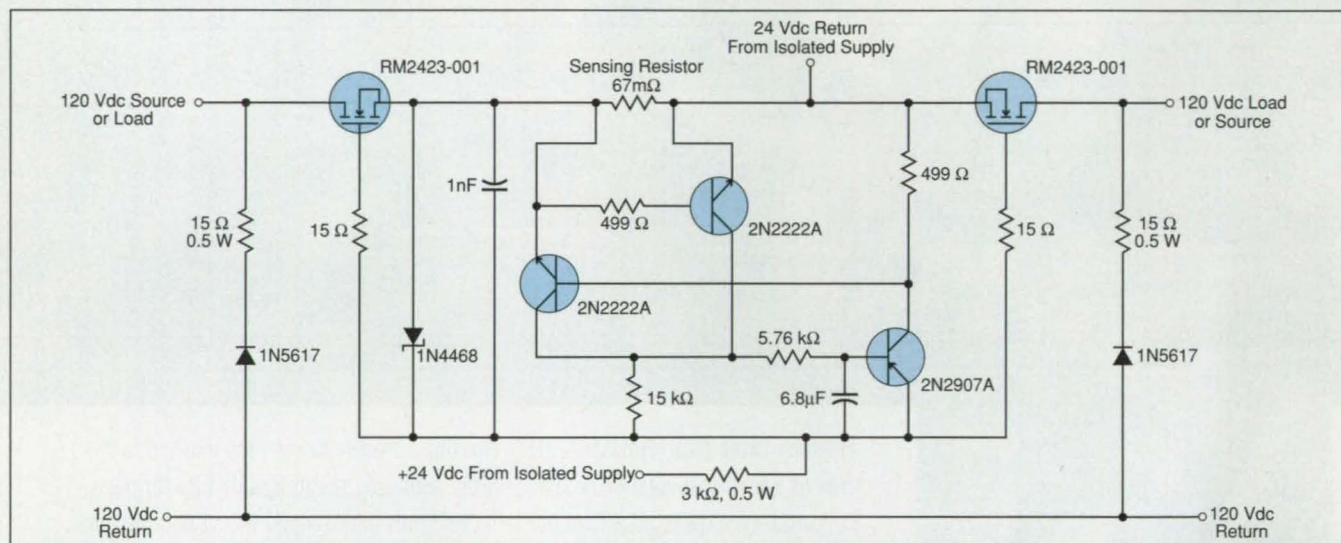 24 Vdc Return
From Isolated Supply
RM2423-001
Sensing Resistor
67mΩ
RM2423-001
120 Vdc Source
or Load
120 Vdc Load
or Source
1nF
499 Ω
15 Ω
0.5 W
15 Ω
499 Ω
2N2222A
15 Ω
15 Ω
0.5 W
2N2222A
1N5617
1N4468
5.76 kΩ
1N5617
2N2907A
15 kΩ
6.8µF
+24 Vdc From Isolated Supply
3 kΩ, 0.5 W
120 Vdc
Return
120 Vdc
Return